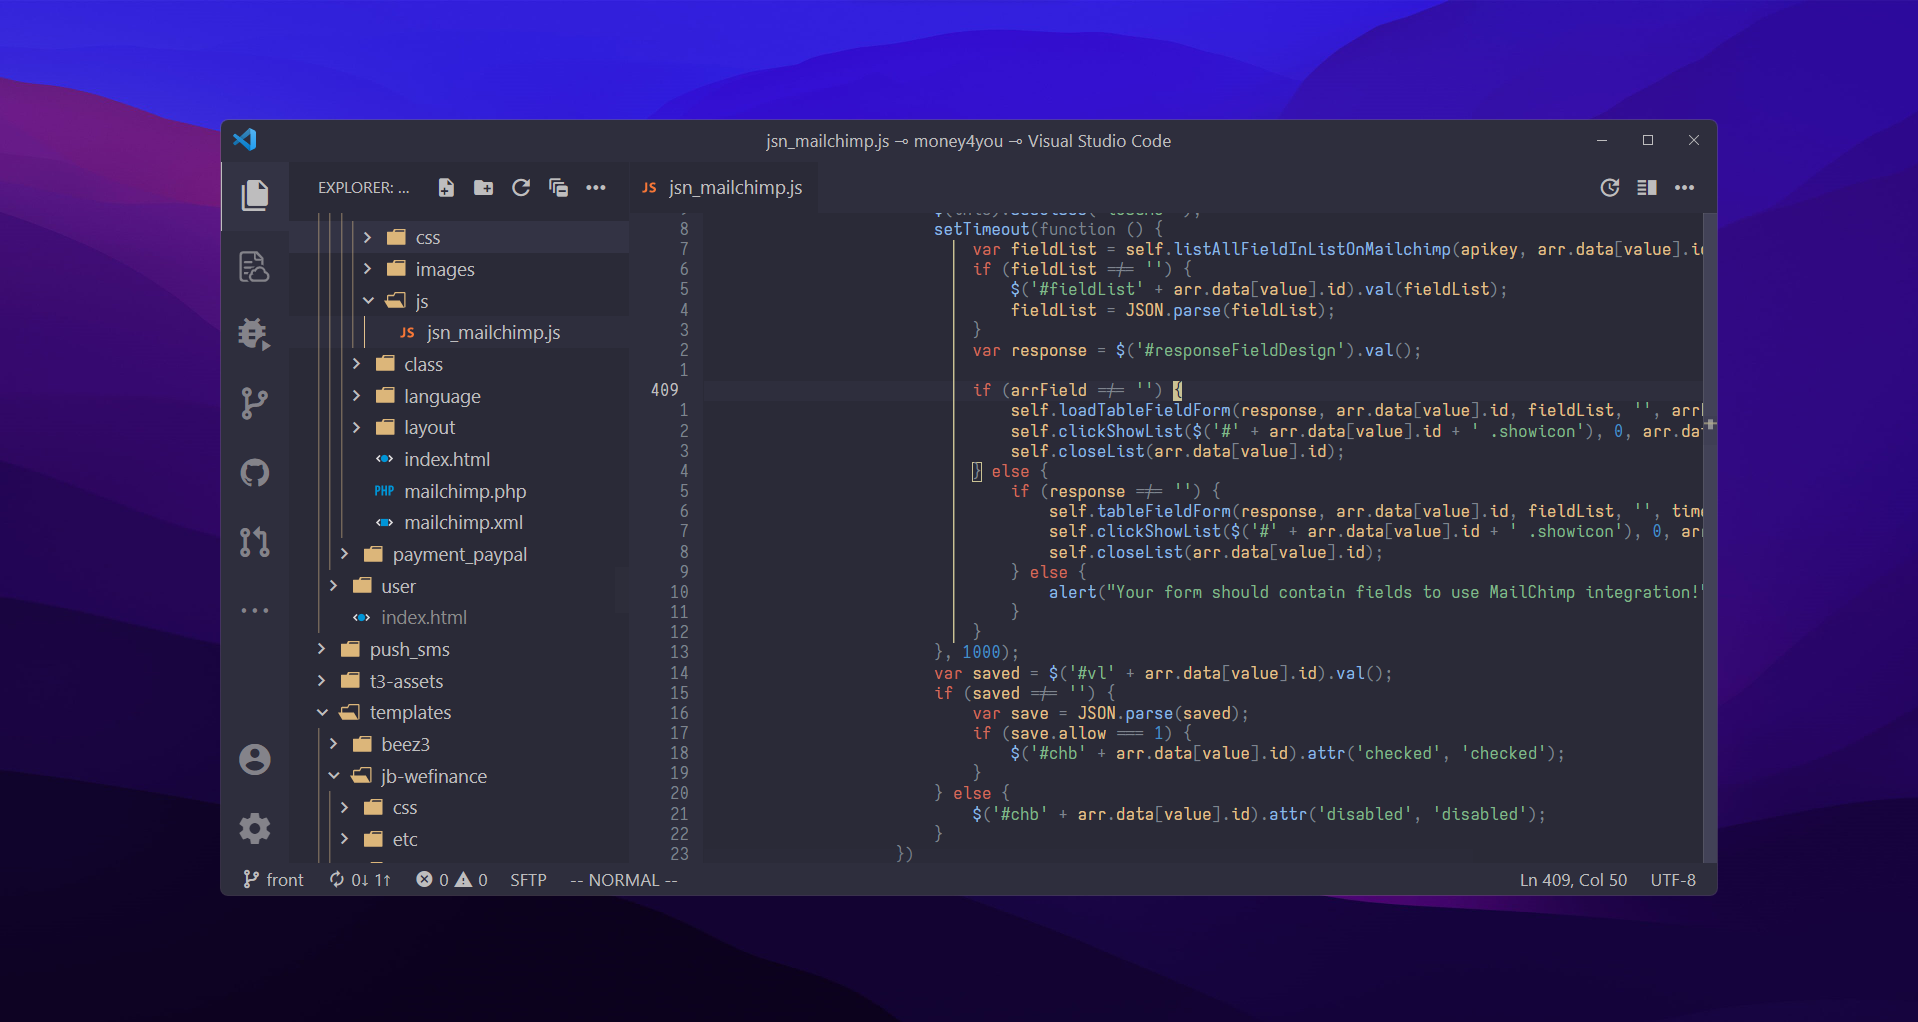 jsn_mailchimp.js ⊸ money4you ⊸ Visual Studio Code
EXPLORER: ...
JS jsn_mailchimp.js
css
images
js
JS jsn_mailchimp.js
class
language
layout
index.html
PHP mailchimp.php
mailchimp.xml
payment_paypal
user
index.html
push_sms
t3-assets
templates
beez3
jb-wefinance
css
etc
8 setTimeout(function () {
7 var fieldList = self.listAllFieldInListOnMailchimp(apikey, arr.data[value].id
6 if (fieldList !== '') {
5 $('#fieldList' + arr.data[value].id).val(fieldList);
4 fieldList = JSON.parse(fieldList);
3 }
2 var response = $('#responseFieldDesign').val();
1
409 if (arrField !== '') {
1 self.loadTableFieldForm(response, arr.data[value].id, fieldList, '', arr
2 self.clickShowList($('#' + arr.data[value].id + ' .showicon'), 0, arr.da
3 self.closeList(arr.data[value].id);
4 } else {
5 if (response !== '') {
6 self.tableFieldForm(response, arr.data[value].id, fieldList, '', tim
7 self.clickShowList($('#' + arr.data[value].id + ' .showicon'), 0, ar
8 self.closeList(arr.data[value].id);
9 } else {
10 alert("Your form should contain fields to use MailChimp integration!"
11 }
12 }
13 }, 1000);
14 var saved = $('#vl' + arr.data[value].id).val();
15 if (saved !== '') {
16 var save = JSON.parse(saved);
17 if (save.allow === 1) {
18 $('#chb' + arr.data[value].id).attr('checked', 'checked');
19 }
20 } else {
21 $('#chb' + arr.data[value].id).attr('disabled', 'disabled');
22 }
23 })
front 0↓ 1↑ 0 0 SFTP -- NORMAL -- Ln 409, Col 50 UTF-8